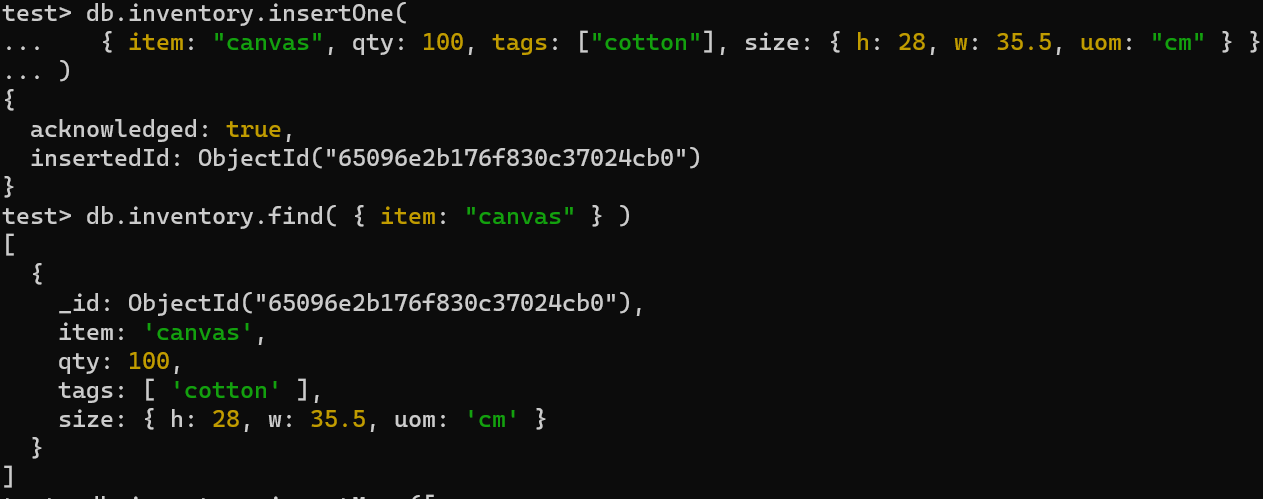 test> db.inventory.insertOne(
...    { item: "canvas", qty: 100, tags: ["cotton"], size: { h: 28, w: 35.5, uom: "cm" } }
... )
{
  acknowledged: true,
  insertedId: ObjectId("65096e2b176f830c37024cb0")
}
test> db.inventory.find( { item: "canvas" } )
[
  {
    _id: ObjectId("65096e2b176f830c37024cb0"),
    item: 'canvas',
    qty: 100,
    tags: [ 'cotton' ],
    size: { h: 28, w: 35.5, uom: 'cm' }
  }
]